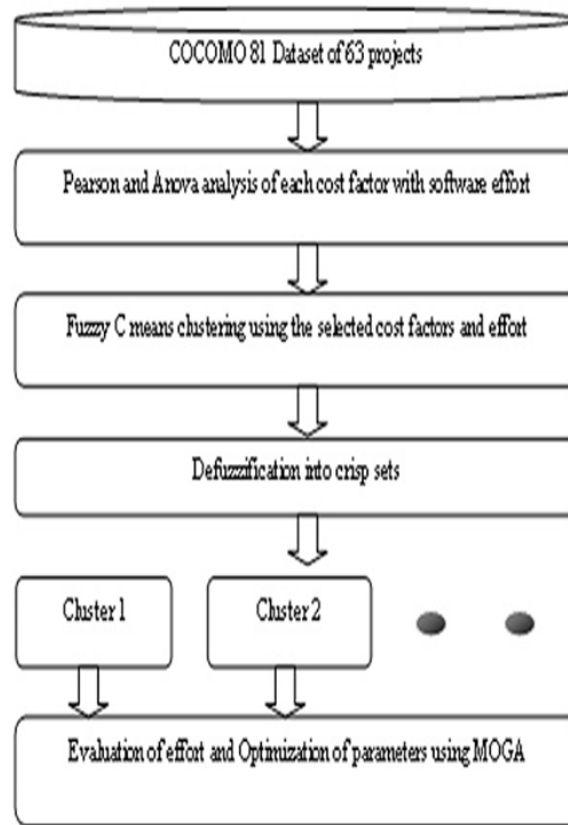 COCOMO 81 Dataset of 63 projects
Pearson and Anova analysis of each cost factor with software effort
Fuzzy C means clustering using the selected cost factors and effort
Defuzzification into crisp sets
Cluster 1
Cluster 2
Evaluation of effort and Optimization of parameters using MOGA